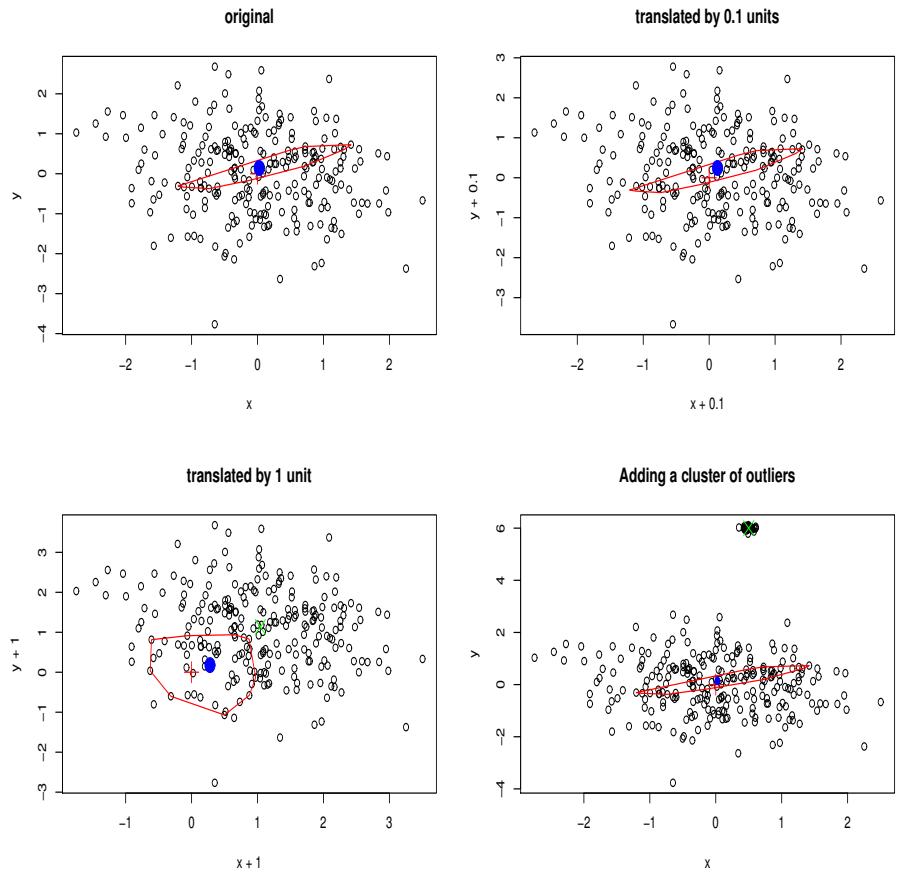 original
2
1
0
−1
−2
−3
−4
y
−2 −1 0 1 2
x
translated by 0.1 units
3
2
1
0
−1
−2
−3
y + 0.1
−2 −1 0 1 2
x + 0.1
translated by 1 unit
3
2
1
0
−1
−2
−3
y + 1
−1 0 1 2 3
x + 1
Adding a cluster of outliers
6
4
2
0
−2
−4
y
−2 −1 0 1 2
x